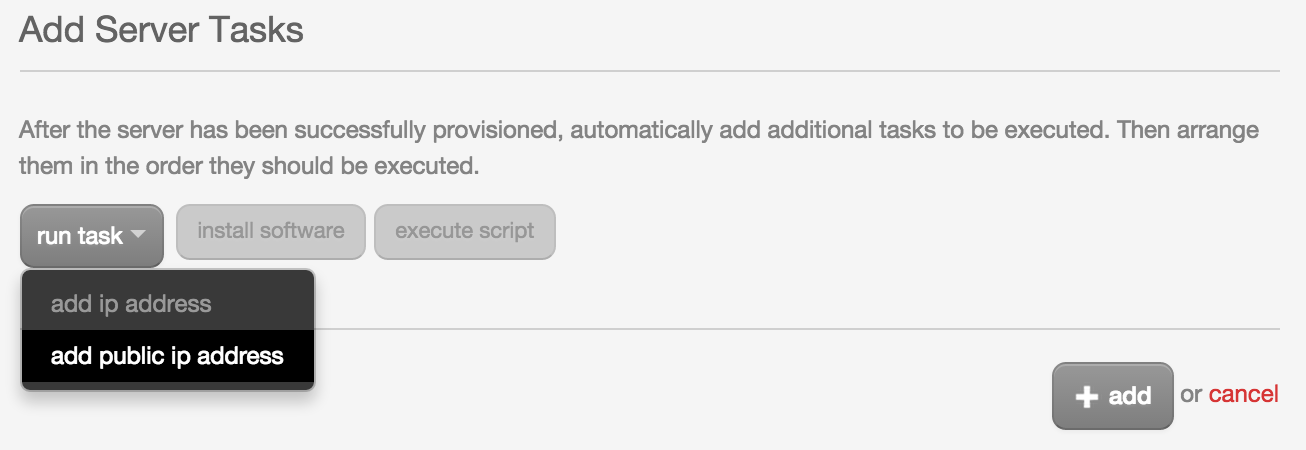 Add Server Tasks
After the server has been successfully provisioned, automatically add additional tasks to be executed. Then arrange
them in the order they should be executed.
run task install software execute script
add ip address
add public ip address
add or cancel